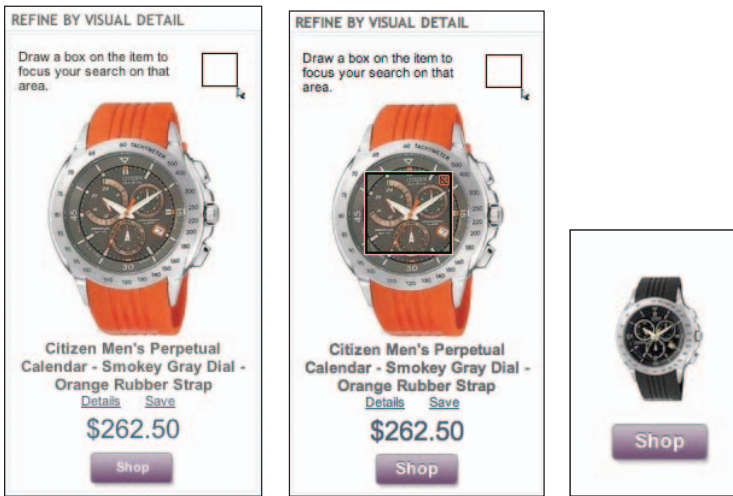 REFINE BY VISUAL DETAIL
Draw a box on the item to
focus your search on that
area.
Citizen Men's Perpetual
Calendar - Smokey Gray Dial -
Orange Rubber Strap
Details Save
$262.50
Shop
REFINE BY VISUAL DETAIL
Draw a box on the item to
focus your search on that
area.
Citizen Men's Perpetual
Calendar - Smokey Gray Dial -
Orange Rubber Strap
Details Save
$262.50
Shop
Shop